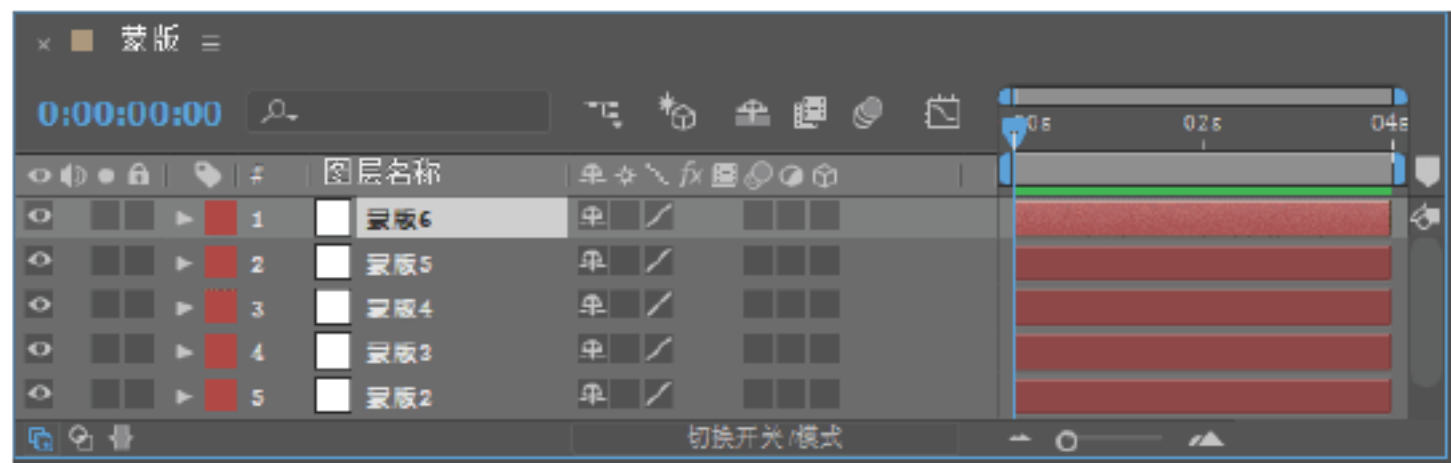 蒙版
0:00:00:00
00s 02s 04s
# 图层名称 fx
1 蒙版6
2 蒙版5
3 蒙版4
4 蒙版3
5 蒙版2
切换开关/模式